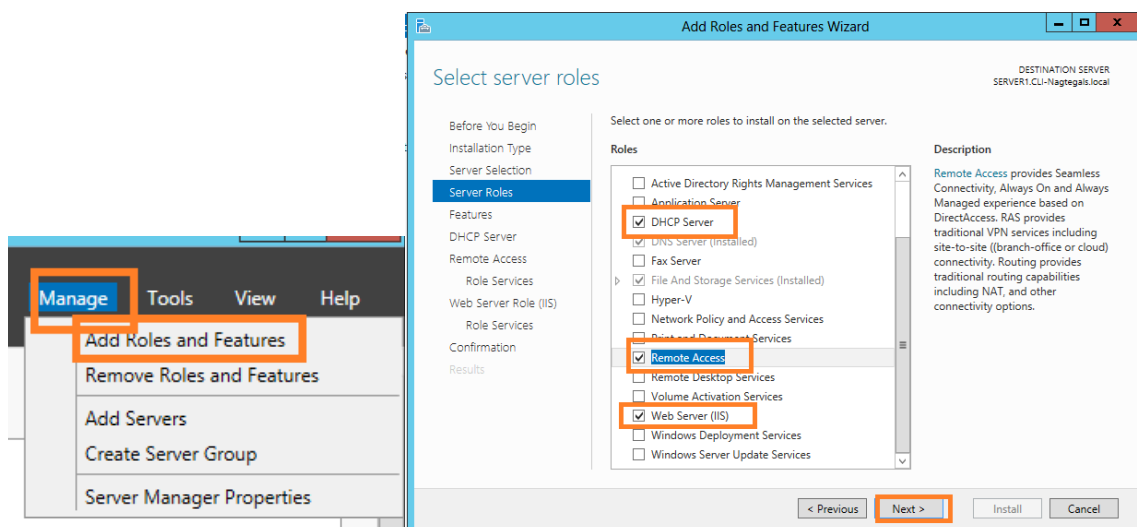 Manage Tools View Help
Add Roles and Features
Remove Roles and Features
Add Servers
Create Server Group
Server Manager Properties
Add Roles and Features Wizard
Select server roles
DESTINATION SERVER
SERVER1.CLI-Nagtegals.local
Before You Begin
Installation Type
Server Selection
Server Roles
Features
DHCP Server
Remote Access
Role Services
Web Server Role (IIS)
Role Services
Confirmation
Results
Select one or more roles to install on the selected server.
Roles
Active Directory Rights Management Services
Application Server
DHCP Server
DNS Server (Installed)
Fax Server
File And Storage Services (Installed)
Hyper-V
Network Policy and Access Services
Print and Document Services
Remote Access
Remote Desktop Services
Volume Activation Services
Web Server (IIS)
Windows Deployment Services
Windows Server Update Services
Description
Remote Access provides Seamless
Connectivity, Always On and Always
Managed experience based on
DirectAccess. RAS provides
traditional VPN services including
site-to-site ((branch-office or cloud)
connectivity. Routing provides
traditional routing capabilities
including NAT, and other
connectivity options.
< Previous Next > Install Cancel